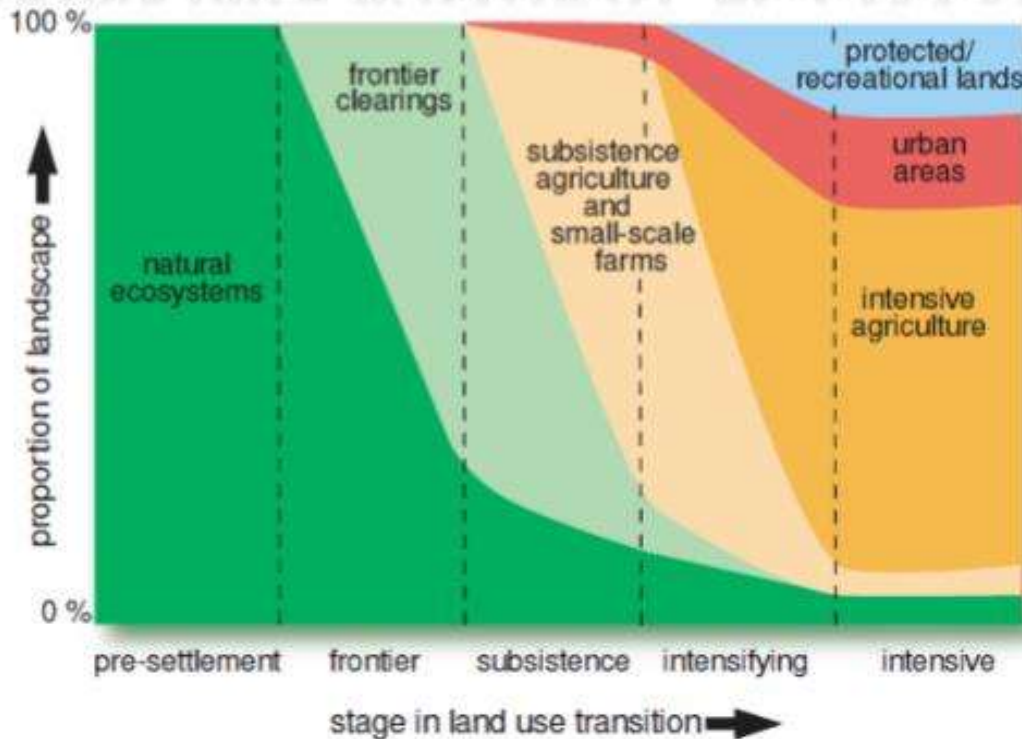 100 %
frontier
clearings
protected/
recreational lands
urban
areas
subsistence
agriculture
and
small-scale
farms
natural
ecosystems
intensive
agriculture
proportion of landscape
0 %
pre-settlement frontier subsistence intensifying intensive
stage in land use transition